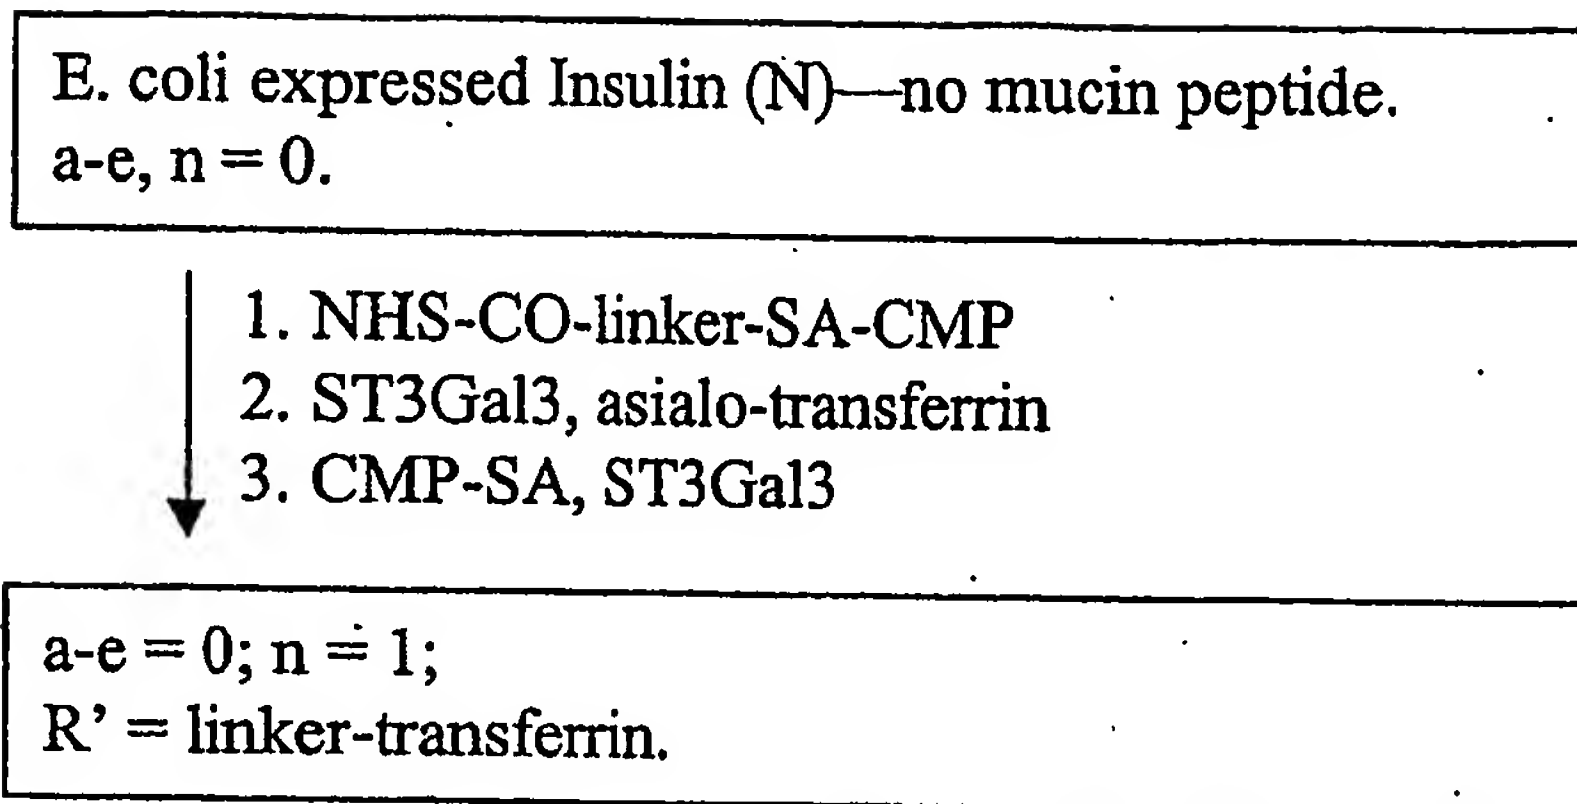 E. coli expressed Insulin (N)—no mucin peptide.
a-e, n = 0.
1. NHS-CO-linker-SA-CMP
2. ST3Gal3, asialo-transferrin
3. CMP-SA, ST3Gal3
a-e = 0; n = 1;
R’ = linker-transferrin.